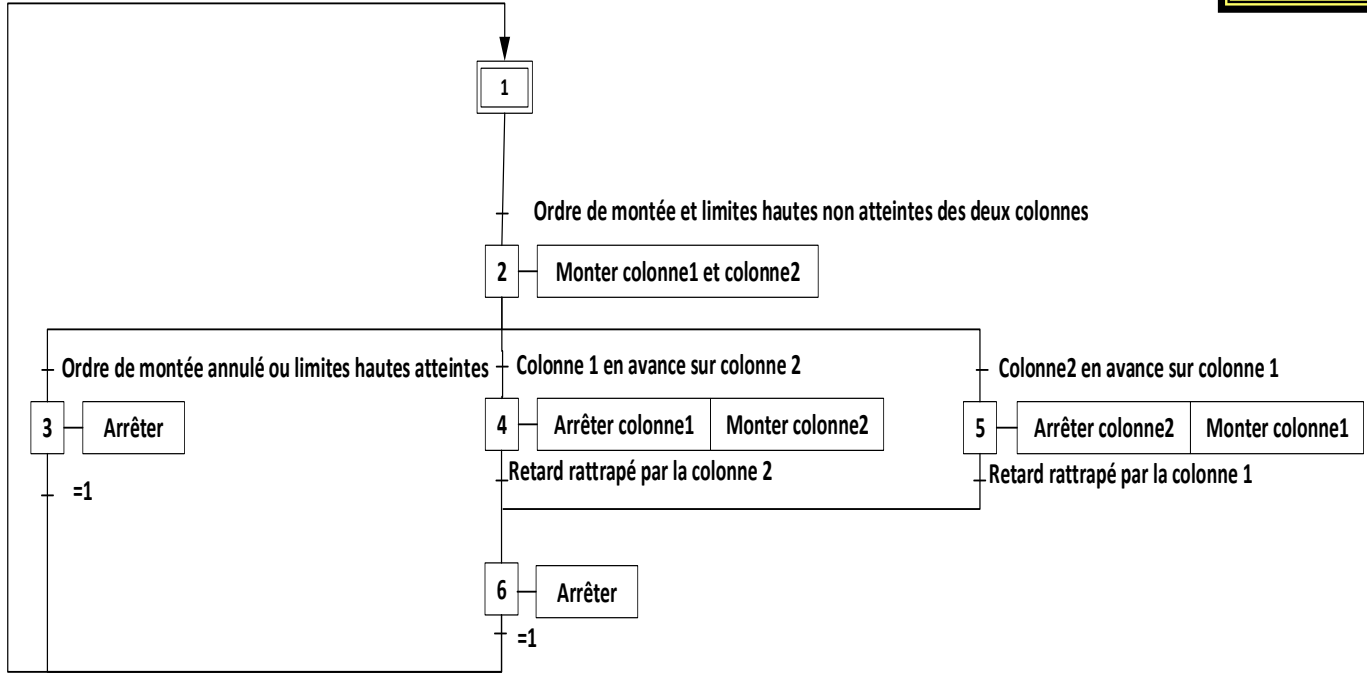 1
Ordre de montée et limites hautes non atteintes des deux colonnes
2 Monter colonne1 et colonne2
Ordre de montée annulé ou limites hautes atteintes Colonne 1 en avance sur colonne 2 Colonne2 en avance sur colonne 1
3 Arrêter 4 Arrêter colonne1 Monter colonne2 5 Arrêter colonne2 Monter colonne1
Retard rattrapé par la colonne 2 Retard rattrapé par la colonne 1
=1
6 Arrêter
=1